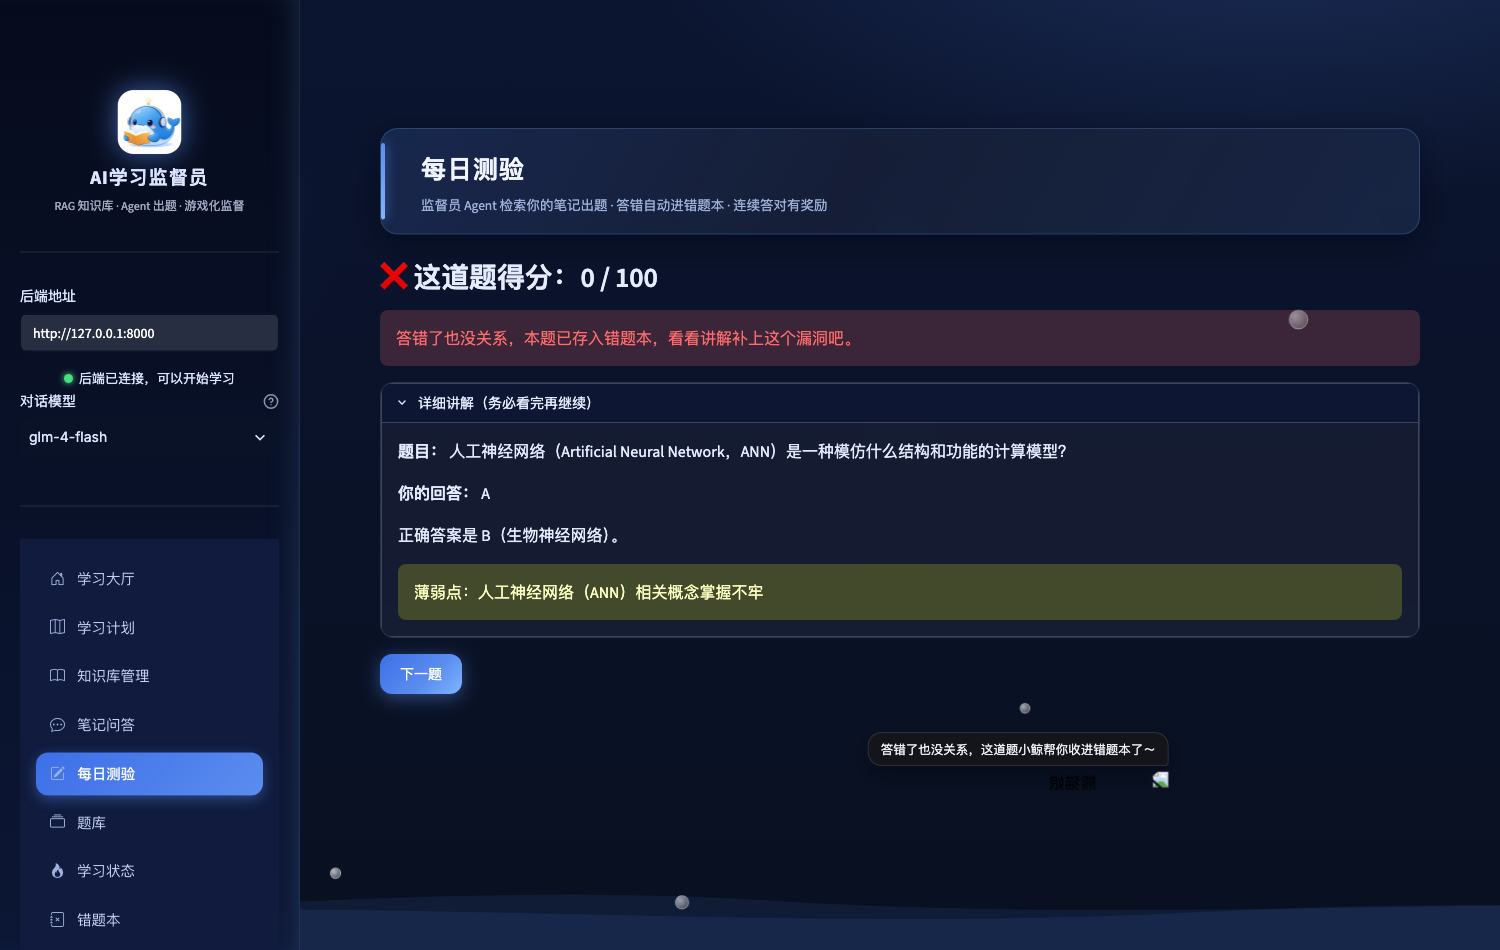 AI学习监督员
RAG 知识库 · Agent 出题 · 游戏化监督
后端地址
http://127.0.0.1:8000
后端已连接，可以开始学习
对话模型
glm-4-flash
学习大厅
学习计划
知识库管理
笔记问答
每日测验
题库
学习状态
错题本
每日测验
监督员 Agent 检索你的笔记出题 · 答错自动进错题本 · 连续答对有奖励
这道题得分：0 / 100
答错了也没关系，本题已存入错题本，看看讲解补上这个漏洞吧。
详细讲解（务必看完再继续）
题目： 人工神经网络（Artificial Neural Network，ANN）是一种模仿什么结构和功能的计算模型？
你的回答： A
正确答案是 B（生物神经网络）。
薄弱点：人工神经网络（ANN）相关概念掌握不牢
下一题
答错了也没关系，这道题小鲸帮你收进错题本了～